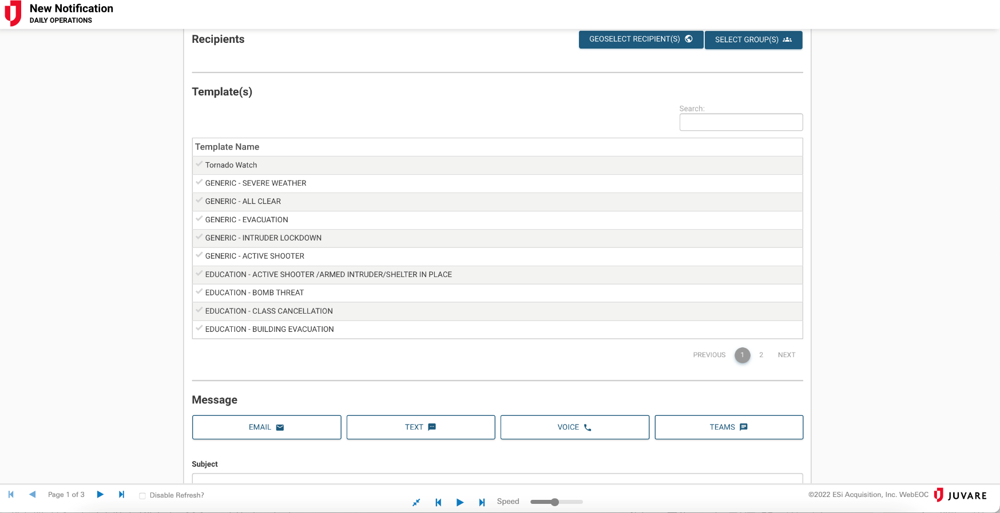 New Notification
DAILY OPERATIONS
Recipients
GEOSELECT RECIPIENT(S)
SELECT GROUP(S)
Template(s)
Search:
Template Name
Tornado Watch
GENERIC - SEVERE WEATHER
GENERIC - ALL CLEAR
GENERIC - EVACUATION
GENERIC - INTRUDER LOCKDOWN
GENERIC - ACTIVE SHOOTER
EDUCATION - ACTIVE SHOOTER /ARMED INTRUDER/SHELTER IN PLACE
EDUCATION - BOMB THREAT
EDUCATION - CLASS CANCELLATION
EDUCATION - BUILDING EVACUATION
PREVIOUS 1 2 NEXT
Message
EMAIL
TEXT
VOICE
TEAMS
Subject
Page 1 of 3
Disable Refresh?
Speed
©2022 ESi Acquisition, Inc. WebEOC
JUVARE